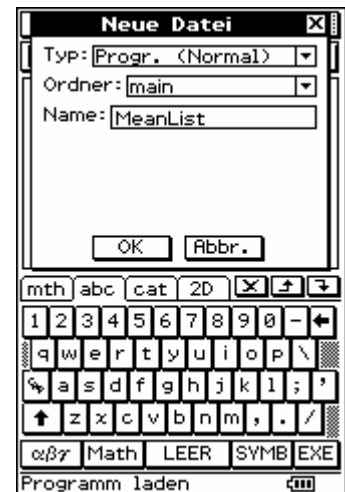 Neue Datei X
Typ: Progr. (Normal)
Ordner: main
Name: MeanList
OK Abbr.
mth abc cat 2D
1 2 3 4 5 6 7 8 9 0 -
q w e r t y u i o p \
a s d f g h j k l ; '
z x c v b n m , . /
αβγ Math LEER SYMB EXE
Programm laden